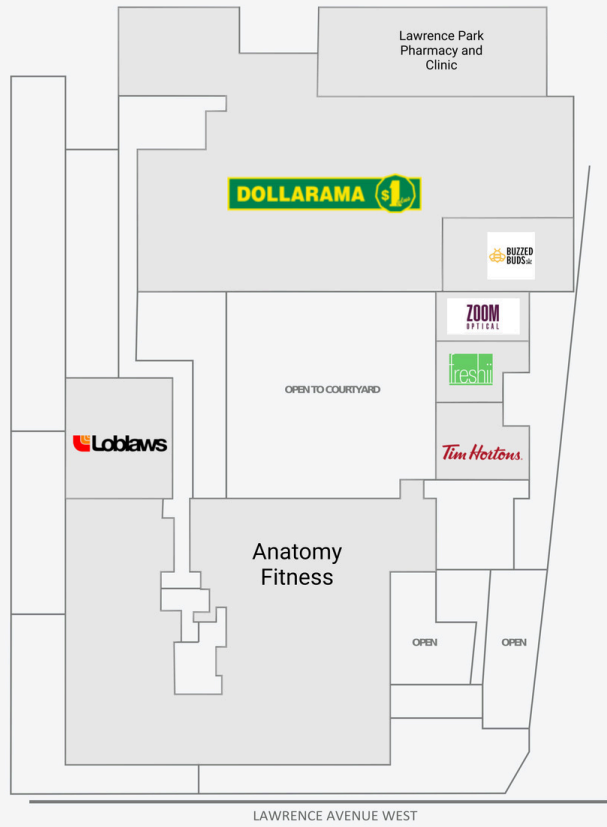 Lawrence Park
Pharmacy and
Clinic
DOLLARAMA $1
BUZZED
BUDS
ZOOM
OPTICAL
freshii
OPEN TO COURTYARD
Loblaws
Tim Hortons.
Anatomy
Fitness
OPEN
OPEN
LAWRENCE AVENUE WEST